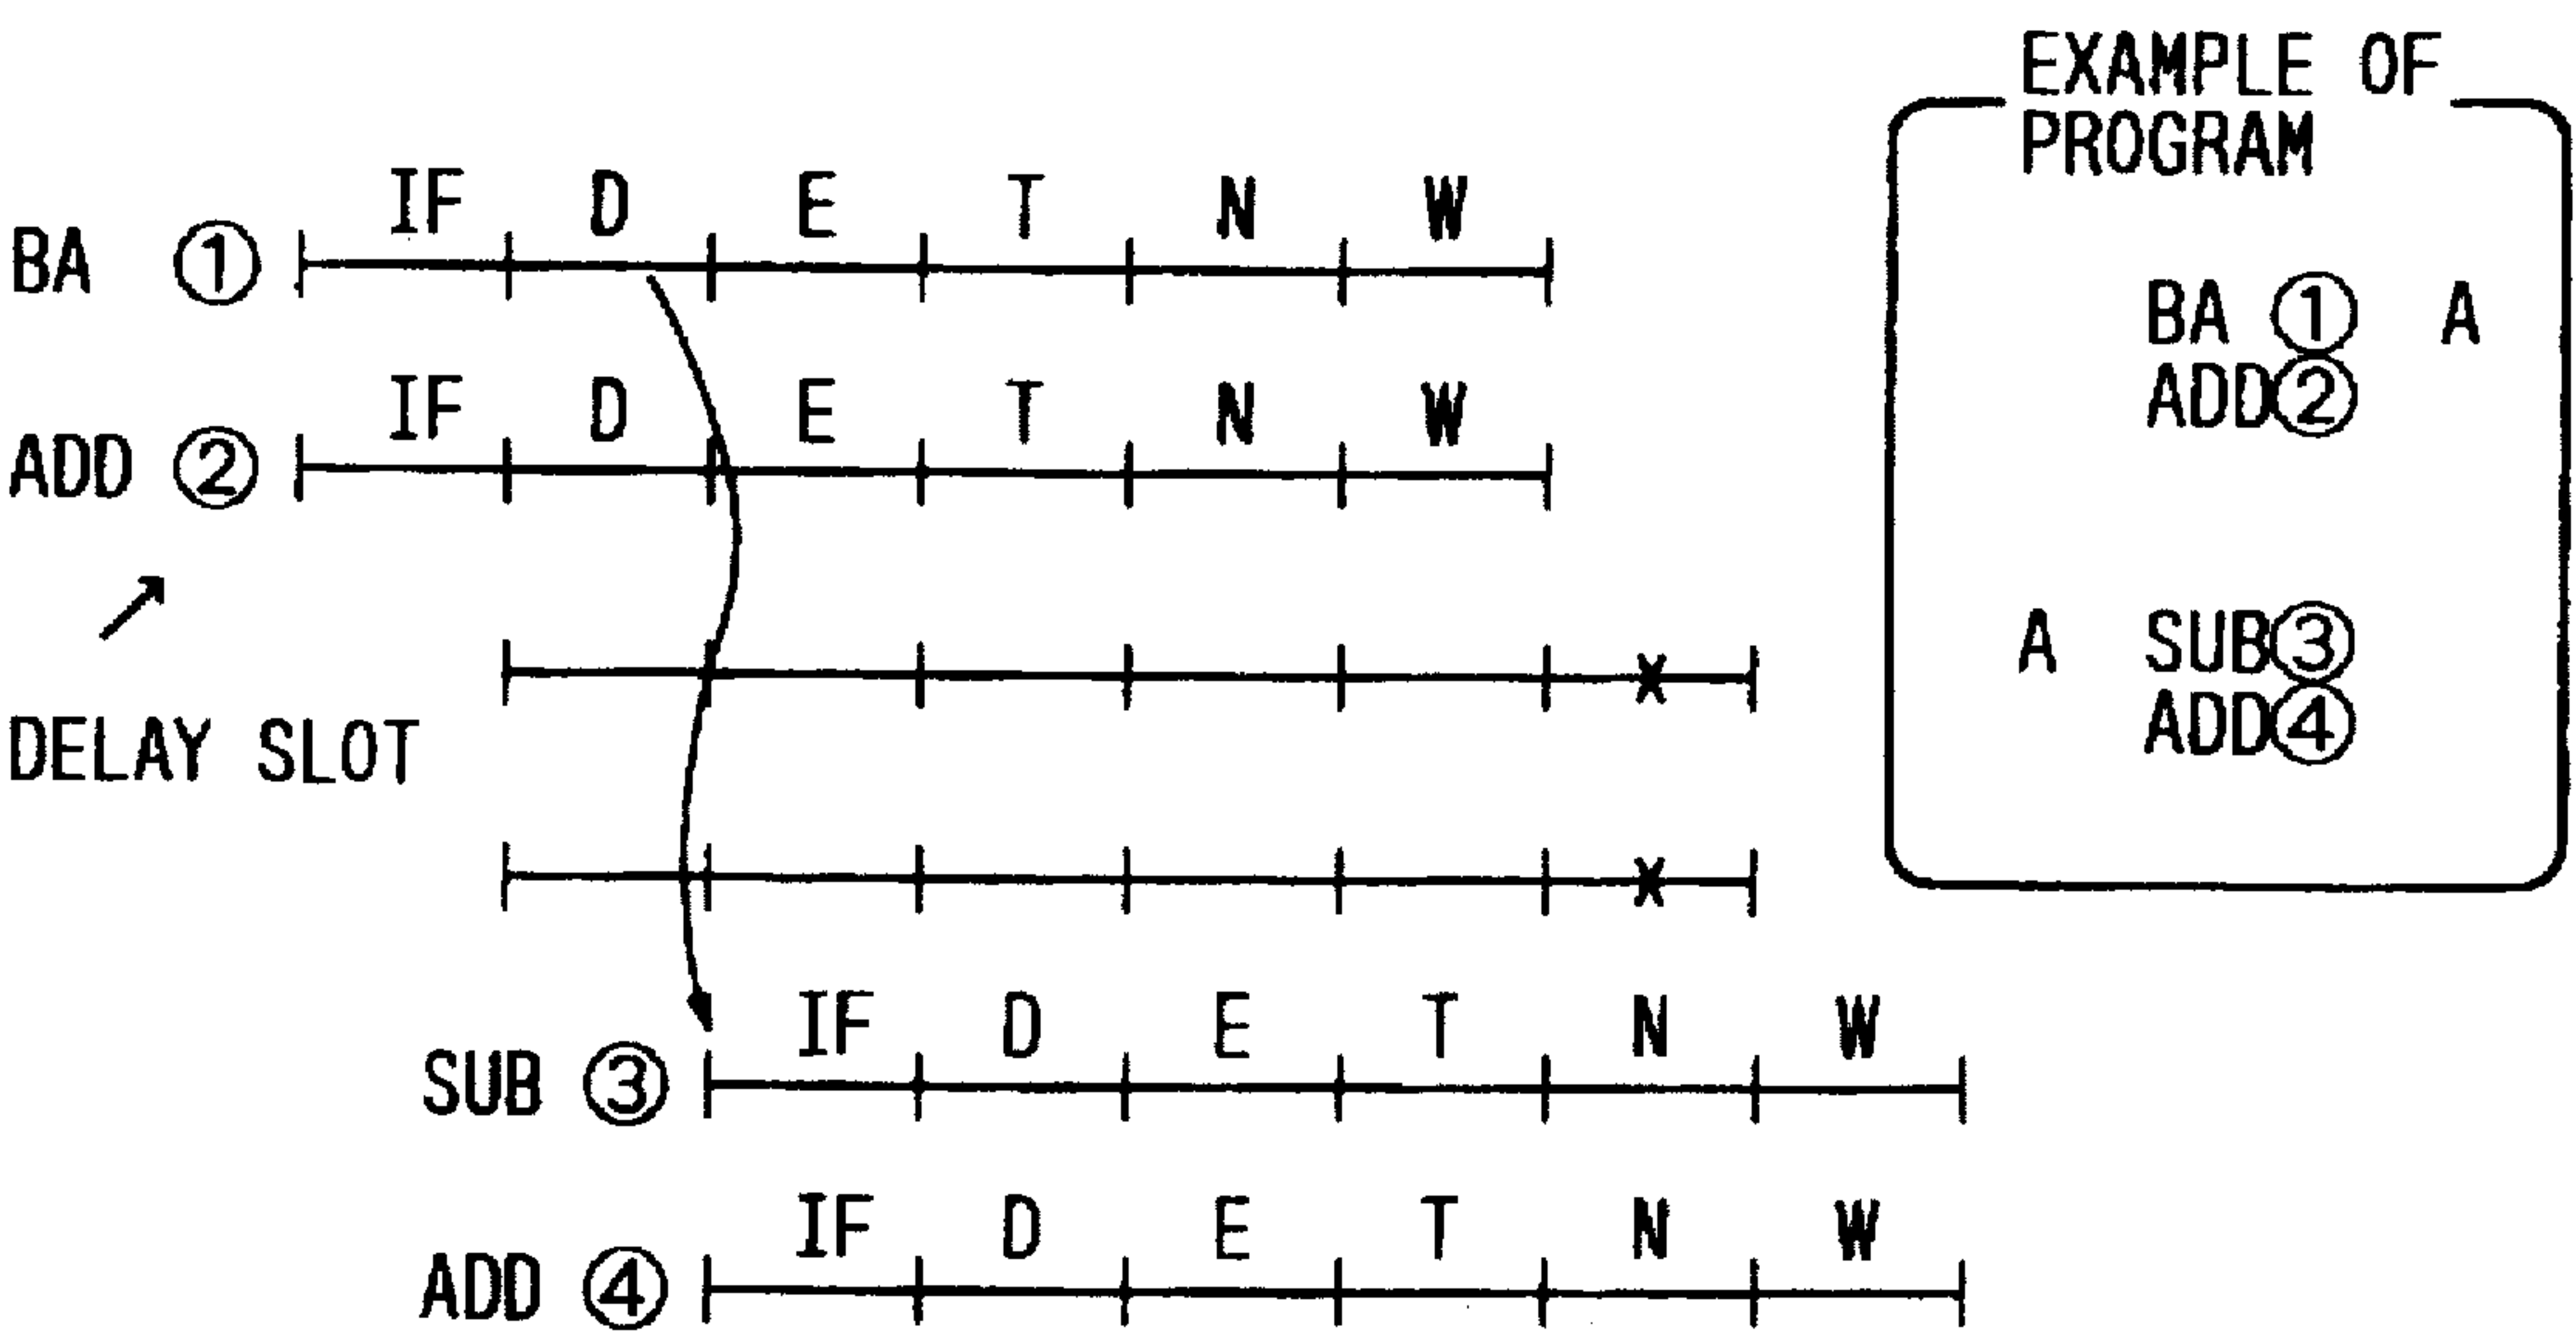 EXAMPLE OF
PROGRAM
IF D E T N W
BA ①
BA ① A
IF D E T N W
ADD ②
ADD②
DELAY SLOT
x
A SUB③
ADD④
x
IF D E T N W
SUB ③
IF D E T N W
ADD ④